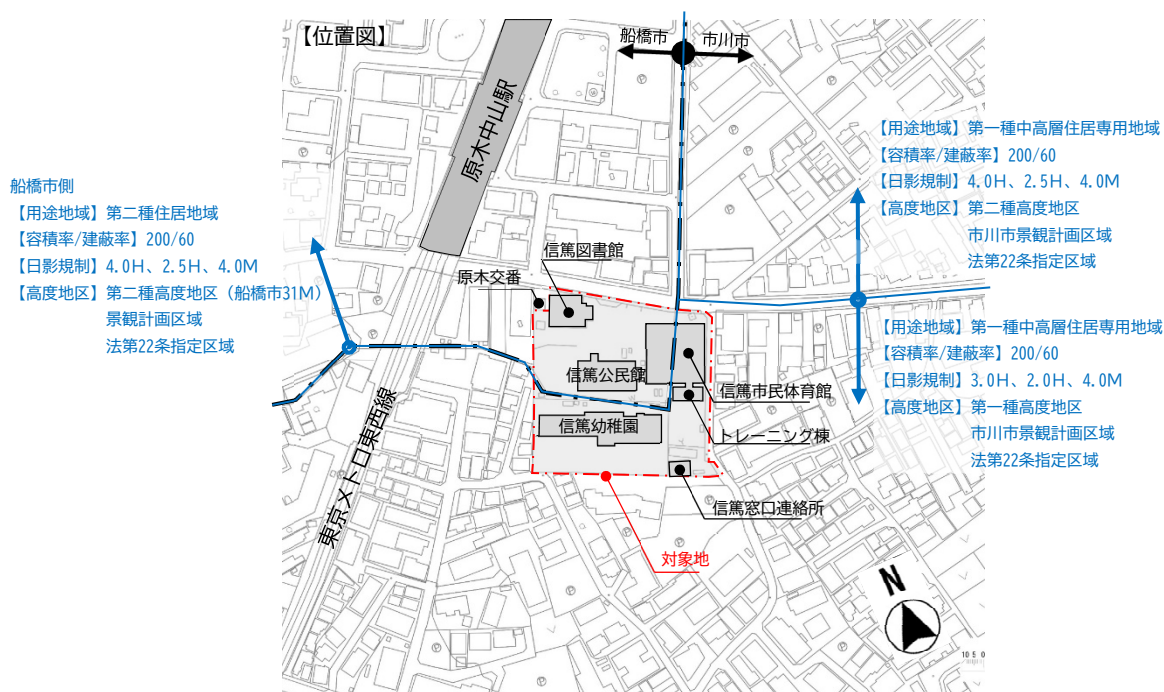 【位置図】
船橋市
市川市
原木中山駅
船橋市側
【用途地域】第二種住居地域
【容積率/建蔽率】200/60
【日影規制】4.0H、2.5H、4.0M
【高度地区】第二種高度地区（船橋市31M）
景観計画区域
法第22条指定区域
【用途地域】第一種中高層住居専用地域
【容積率/建蔽率】200/60
【日影規制】4.0H、2.5H、4.0M
【高度地区】第二種高度地区
市川市景観計画区域
法第22条指定区域
信篤図書館
原木交番
【用途地域】第一種中高層住居専用地域
【容積率/建蔽率】200/60
【日影規制】3.0H、2.0H、4.0M
【高度地区】第一種高度地区
市川市景観計画区域
法第22条指定区域
信篤公民館
信篤市民体育館
信篤幼稚園
トレーニング棟
信篤窓口連絡所
東京メトロ東西線
対象地
N
10 5 0